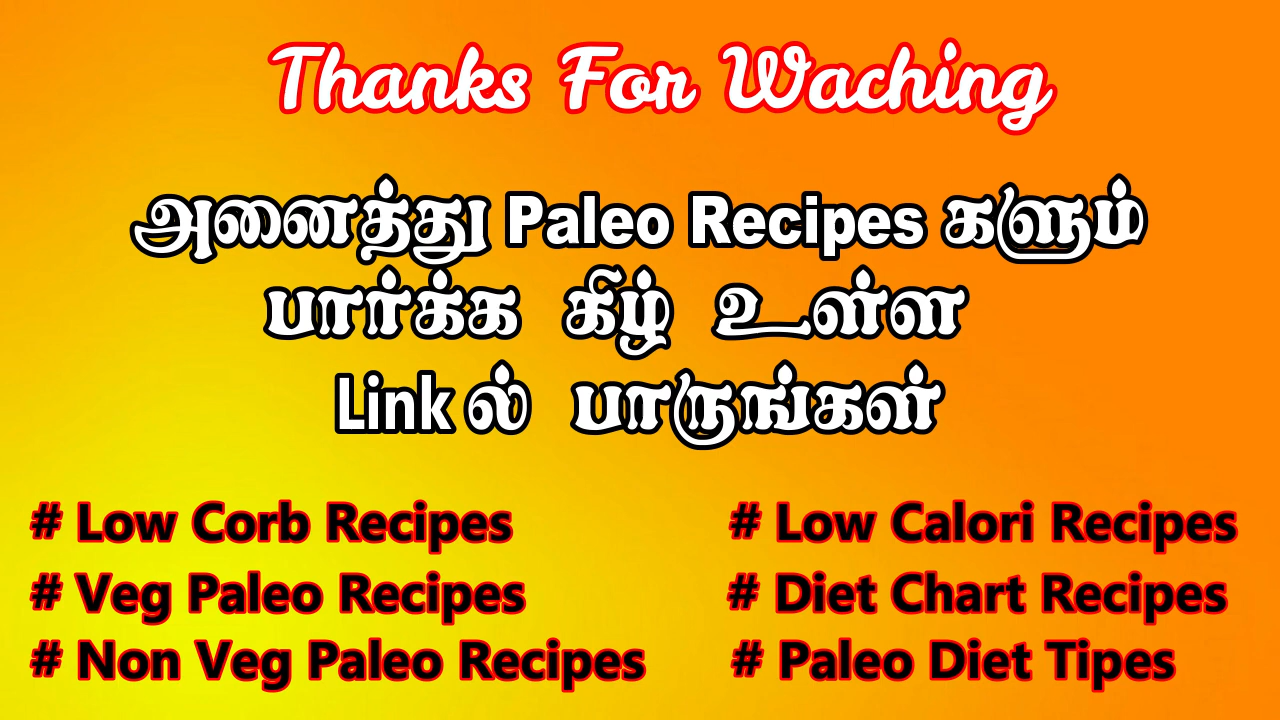 Thanks For Waching
அனைத்து Paleo Recipes களும்
பார்க்க கிழ் உள்ள
Link ல் பாருங்கள்
# Low Corb Recipes
# Low Calori Recipes
# Veg Paleo Recipes
# Diet Chart Recipes
# Non Veg Paleo Recipes
# Paleo Diet Tipes